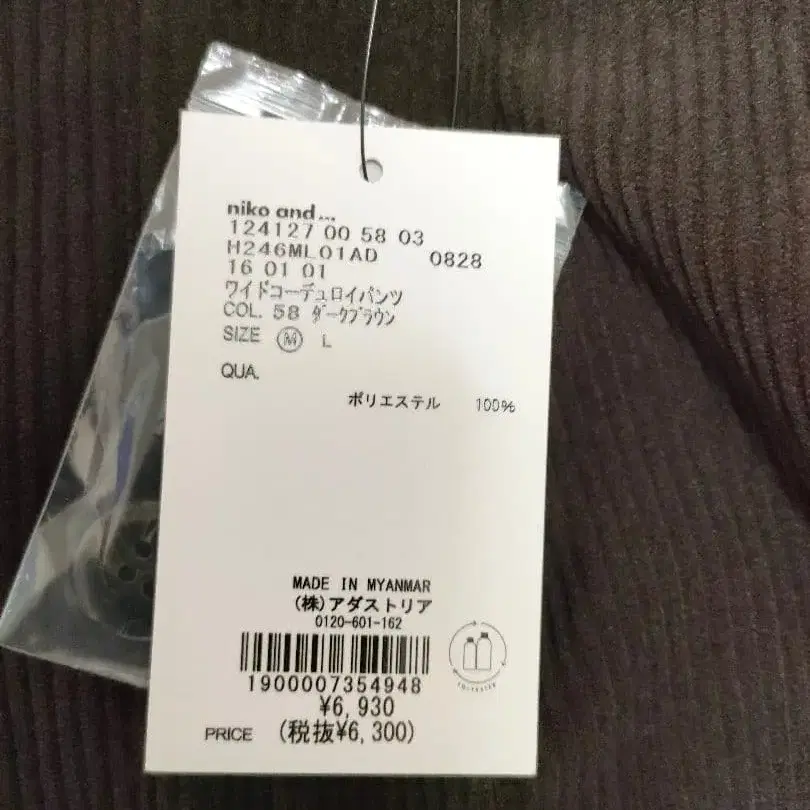 niko and...
124127 00 58 03
H246ML01AD 0828
16 01 01
ワイドコーデュロイパンツ
COL. 58 ダークブラウン
SIZE Ⓜ L
QUA.
ポリエステル 100%
MADE IN MYANMAR
(株)アダストリア
0120-601-162
1900007354948
¥6,930
PRICE (税抜¥6,300)